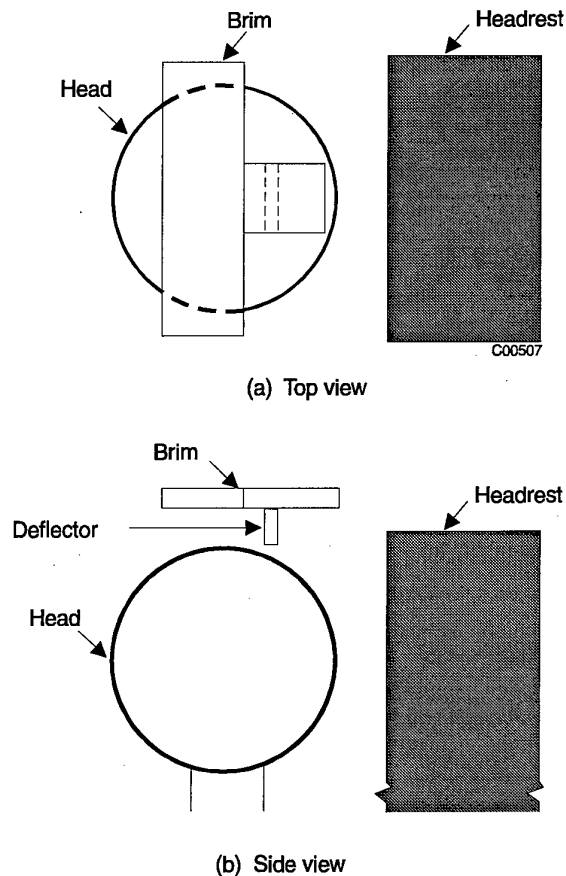 Brim
Headrest
Head
C00507
(a) Top view
Brim
Headrest
Deflector
Head
(b) Side view